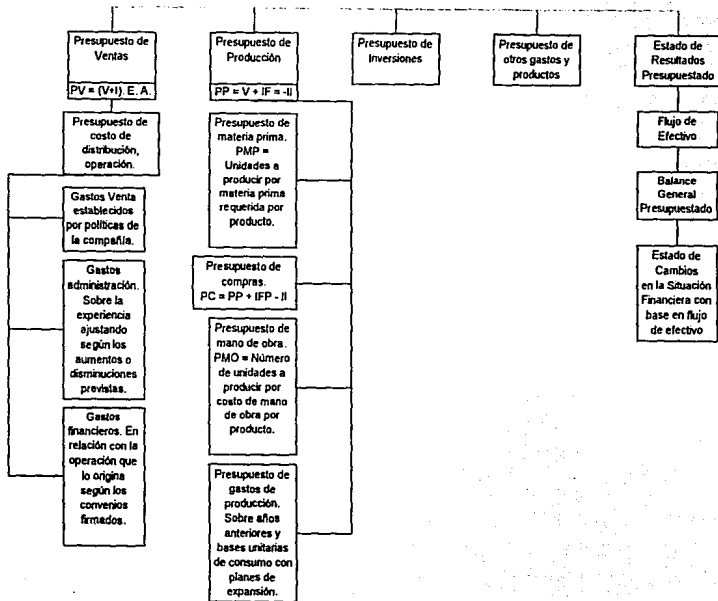 Presupuesto de
Ventas
PV = (V+I). E. A.
Presupuesto de
costo de
distribución,
operación.
Gastos Venta
establecidos
por políticas de
la compañía.
Gastos
administración.
Sobre la
experiencia
ajustando
según los
aumentos o
disminuciones
previstas.
Gastos
financieros. En
relación con la
operación que
lo origina
según los
convenios
firmados.
Presupuesto de
Producción
PP = V + IF = -II
Presupuesto de
materia prima.
PMP =
Unidades a
producir por
materia prima
requerida por
producto.
Presupuesto de
compras.
PC = PP + IFP - II
Presupuesto de
mano de obra.
PMO = Número
de unidades a
producir por
costo de mano
de obra por
producto.
Presupuesto de
gastos de
producción.
Sobre años
anteriores y
bases unitarias
de consumo con
planes de
expansión.
Presupuesto de
Inversiones
Presupuesto de
otros gastos y
productos
Estado de
Resultados
Presupuestado
Flujo de
Efectivo
Balance
General
Presupuestado
Estado de
Cambios
en la Situación
Financiera con
base en flujo
de efectivo